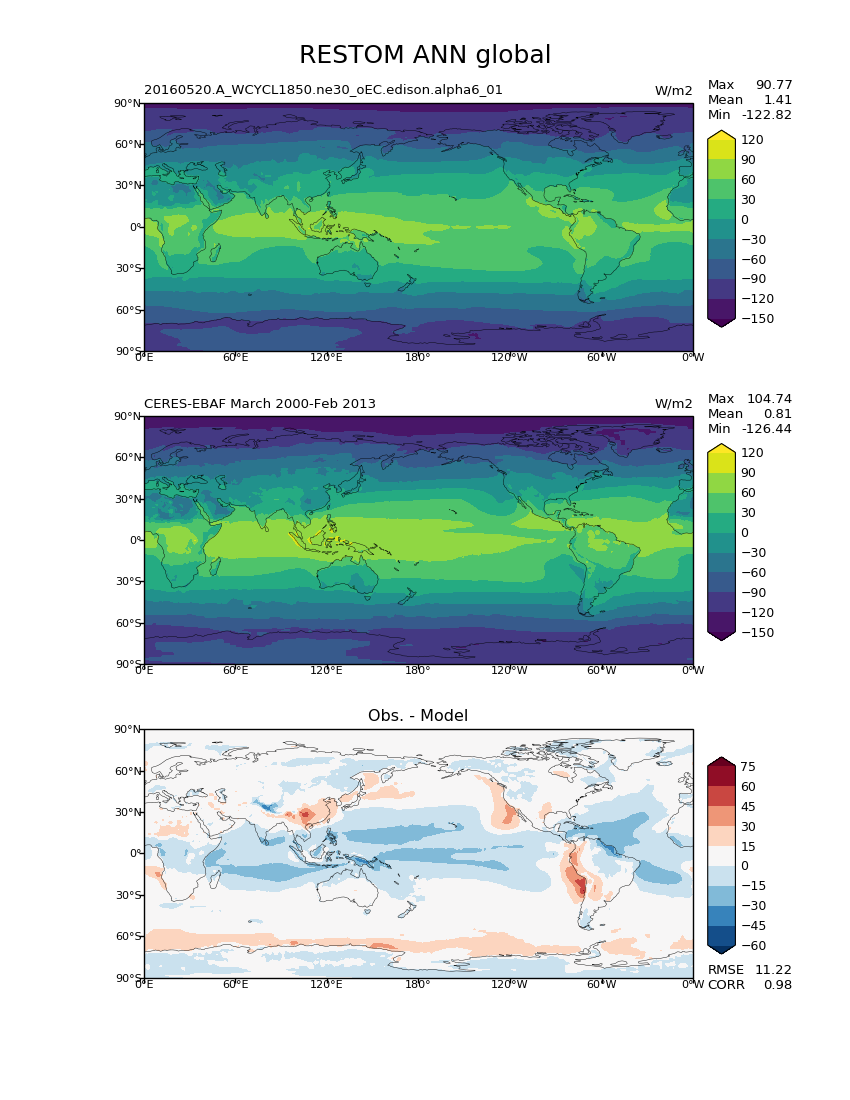 RESTOM ANN global
20160520.A_WCYCL1850.ne30_oEC.edison.alpha6_01
W/m2
Max 90.77
Mean 1.41
Min -122.82
90°N
60°N
30°N
0°
30°S
60°S
90°S
0°E 60°E 120°E 180° 120°W 60°W 0°W
120
90
60
30
0
−30
−60
−90
−120
−150
CERES-EBAF March 2000-Feb 2013
W/m2
Max 104.74
Mean 0.81
Min -126.44
90°N
60°N
30°N
0°
30°S
60°S
90°S
0°E 60°E 120°E 180° 120°W 60°W 0°W
120
90
60
30
0
−30
−60
−90
−120
−150
Obs. - Model
90°N
60°N
30°N
0°
30°S
60°S
90°S
0°E 60°E 120°E 180° 120°W 60°W 0°W
75
60
45
30
15
0
−15
−30
−45
−60
RMSE 11.22
CORR 0.98